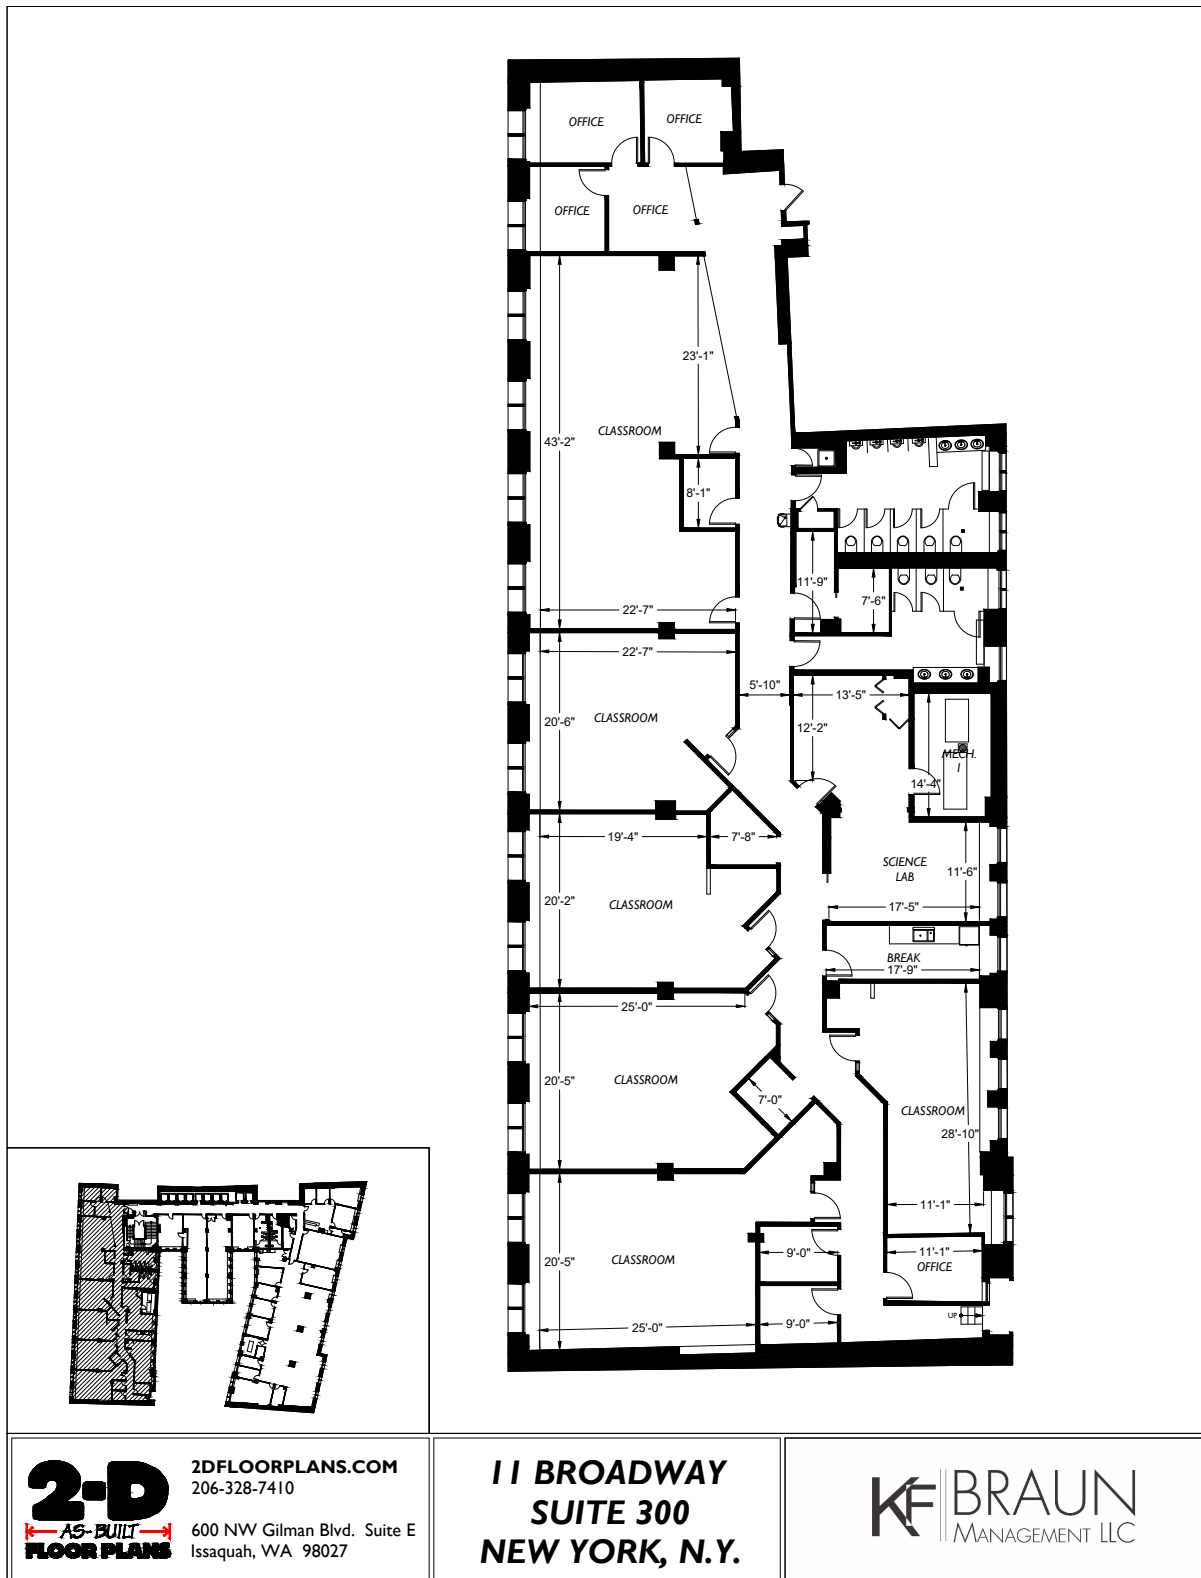 OFFICE
OFFICE
OFFICE
OFFICE
23'-1"
CLASSROOM
43'-2"
8'-1"
11'-9"
7'-6"
22'-7"
22'-7"
5'-10"
13'-5"
20'-6"
CLASSROOM
12'-2"
MECH.
1
14'-4"
19'-4"
7'-8"
SCIENCE
LAB
11'-6"
20'-2"
CLASSROOM
17'-5"
BREAK
17'-9"
25'-0"
20'-5"
CLASSROOM
7'-0"
CLASSROOM
28'-10"
11'-1"
20'-5"
CLASSROOM
9'-0"
11'-1"
OFFICE
UP
25'-0"
9'-0"
2-D
AS-BUILT
FLOOR PLANS
2DFLOORPLANS.COM
206-328-7410
600 NW Gilman Blvd. Suite E
Issaquah, WA 98027
11 BROADWAY
SUITE 300
NEW YORK, N.Y.
KF BRAUN
MANAGEMENT LLC